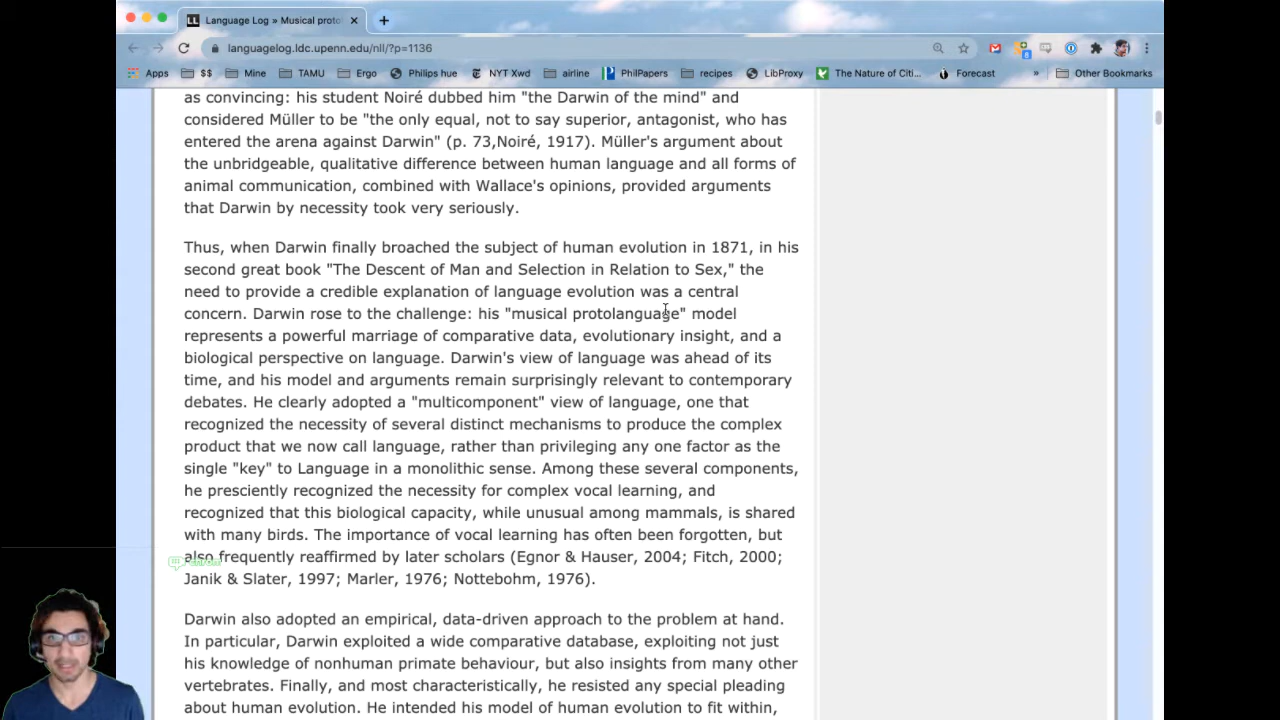 LL Language Log » Musical proto
languagelog.ldc.upenn.edu/nll/?p=1136
8
Apps $$ Mine TAMU Ergo Philips hue NYT Xwd airline PhilPapers recipes LibProxy The Nature of Citi... Forecast » Other Bookmarks
as convincing: his student Noiré dubbed him "the Darwin of the mind" and
considered Müller to be "the only equal, not to say superior, antagonist, who has
entered the arena against Darwin" (p. 73,Noiré, 1917). Müller's argument about
the unbridgeable, qualitative difference between human language and all forms of
animal communication, combined with Wallace's opinions, provided arguments
that Darwin by necessity took very seriously.
Thus, when Darwin finally broached the subject of human evolution in 1871, in his
second great book "The Descent of Man and Selection in Relation to Sex," the
need to provide a credible explanation of language evolution was a central
concern. Darwin rose to the challenge: his "musical protolanguage" model
represents a powerful marriage of comparative data, evolutionary insight, and a
biological perspective on language. Darwin's view of language was ahead of its
time, and his model and arguments remain surprisingly relevant to contemporary
debates. He clearly adopted a "multicomponent" view of language, one that
recognized the necessity of several distinct mechanisms to produce the complex
product that we now call language, rather than privileging any one factor as the
single "key" to Language in a monolithic sense. Among these several components,
he presciently recognized the necessity for complex vocal learning, and
recognized that this biological capacity, while unusual among mammals, is shared
with many birds. The importance of vocal learning has often been forgotten, but
also frequently reaffirmed by later scholars (Egnor & Hauser, 2004; Fitch, 2000;
Janik & Slater, 1997; Marler, 1976; Nottebohm, 1976).
Darwin also adopted an empirical, data-driven approach to the problem at hand.
In particular, Darwin exploited a wide comparative database, exploiting not just
his knowledge of nonhuman primate behaviour, but also insights from many other
vertebrates. Finally, and most characteristically, he resisted any special pleading
about human evolution. He intended his model of human evolution to fit within,